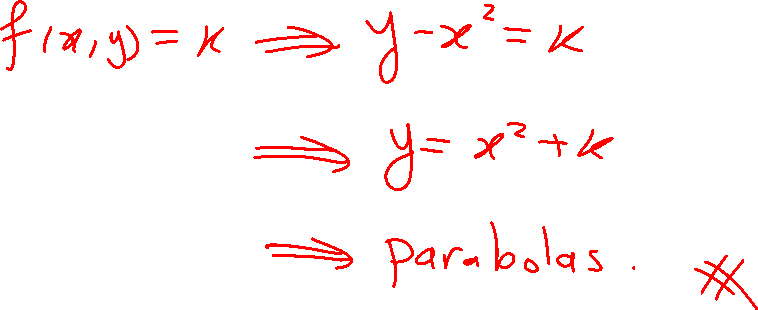 f(x,y) = k ⟹ y - x² = k
⟹ y = x² + k
⟹ parabolas.